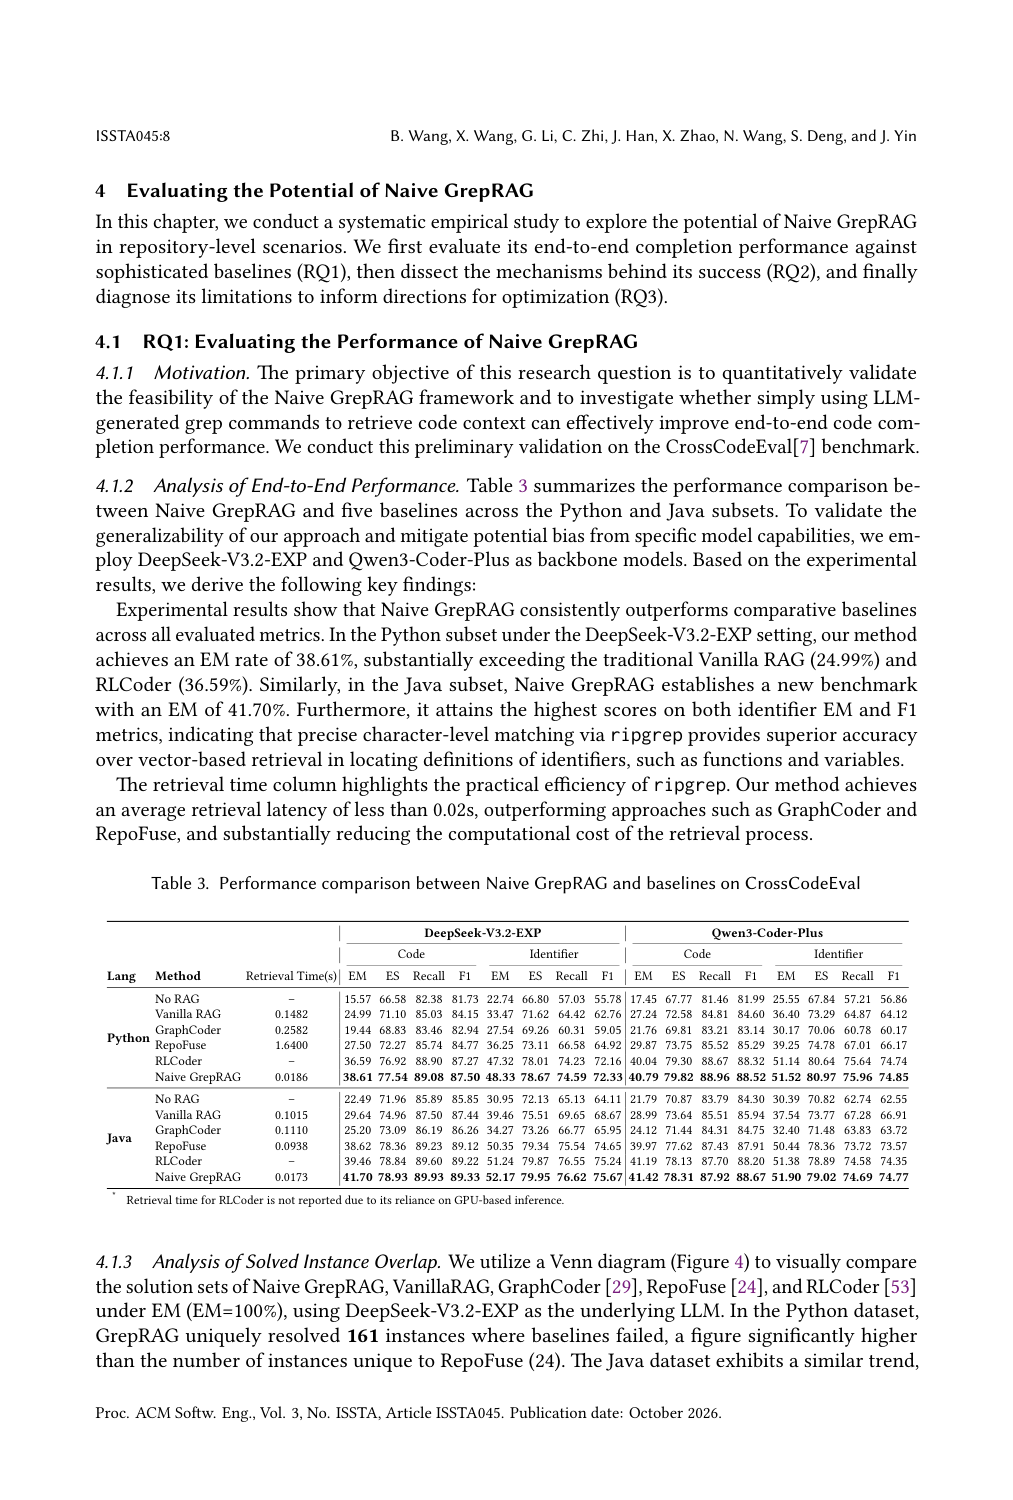 ISSTA045:8 B. Wang, X. Wang, G. Li, C. Zhi, J. Han, X. Zhao, N. Wang, S. Deng, and J. Yin
4 Evaluating the Potential of Naive GrepRAG
In this chapter, we conduct a systematic empirical study to explore the potential of Naive GrepRAG
in repository-level scenarios. We first evaluate its end-to-end completion performance against
sophisticated baselines (RQ1), then dissect the mechanisms behind its success (RQ2), and finally
diagnose its limitations to inform directions for optimization (RQ3).
4.1 RQ1: Evaluating the Performance of Naive GrepRAG
4.1.1 Motivation. The primary objective of this research question is to quantitatively validate
the feasibility of the Naive GrepRAG framework and to investigate whether simply using LLM-
generated grep commands to retrieve code context can effectively improve end-to-end code com-
pletion performance. We conduct this preliminary validation on the CrossCodeEval[7] benchmark.
4.1.2 Analysis of End-to-End Performance. Table 3 summarizes the performance comparison be-
tween Naive GrepRAG and five baselines across the Python and Java subsets. To validate the
generalizability of our approach and mitigate potential bias from specific model capabilities, we em-
ploy DeepSeek-V3.2-EXP and Qwen3-Coder-Plus as backbone models. Based on the experimental
results, we derive the following key findings:
Experimental results show that Naive GrepRAG consistently outperforms comparative baselines
across all evaluated metrics. In the Python subset under the DeepSeek-V3.2-EXP setting, our method
achieves an EM rate of 38.61%, substantially exceeding the traditional Vanilla RAG (24.99%) and
RLCoder (36.59%). Similarly, in the Java subset, Naive GrepRAG establishes a new benchmark
with an EM of 41.70%. Furthermore, it attains the highest scores on both identifier EM and F1
metrics, indicating that precise character-level matching via ripgrep provides superior accuracy
over vector-based retrieval in locating definitions of identifiers, such as functions and variables.
The retrieval time column highlights the practical efficiency of ripgrep. Our method achieves
an average retrieval latency of less than 0.02s, outperforming approaches such as GraphCoder and
RepoFuse, and substantially reducing the computational cost of the retrieval process.
Table 3. Performance comparison between Naive GrepRAG and baselines on CrossCodeEval
DeepSeek-V3.2-EXP Qwen3-Coder-Plus
Code Identifier Code Identifier
Lang Method Retrieval Time(s) EM ES Recall F1 EM ES Recall F1 EM ES Recall F1 EM ES Recall F1
No RAG – 15.57 66.58 82.38 81.73 22.74 66.80 57.03 55.78 17.45 67.77 81.46 81.99 25.55 67.84 57.21 56.86
Vanilla RAG 0.1482 24.99 71.10 85.03 84.15 33.47 71.62 64.42 62.76 27.24 72.58 84.81 84.60 36.40 73.29 64.87 64.12
GraphCoder 0.2582 19.44 68.83 83.46 82.94 27.54 69.26 60.31 59.05 21.76 69.81 83.21 83.14 30.17 70.06 60.78 60.17
Python RepoFuse 1.6400 27.50 72.27 85.74 84.77 36.25 73.11 66.58 64.92 29.87 73.75 85.52 85.29 39.25 74.78 67.01 66.17
RLCoder – 36.59 76.92 88.90 87.27 47.32 78.01 74.23 72.16 40.04 79.30 88.67 88.32 51.14 80.64 75.64 74.74
Naive GrepRAG 0.0186 38.61 77.54 89.08 87.50 48.33 78.67 74.59 72.33 40.79 79.82 88.96 88.52 51.52 80.97 75.96 74.85
No RAG – 22.49 71.96 85.89 85.85 30.95 72.13 65.13 64.11 21.79 70.87 83.79 84.30 30.39 70.82 62.74 62.55
Vanilla RAG 0.1015 29.64 74.96 87.50 87.44 39.46 75.51 69.65 68.67 28.99 73.64 85.51 85.94 37.54 73.77 67.28 66.91
GraphCoder 0.1110 25.20 73.09 86.19 86.26 34.27 73.26 66.77 65.95 24.12 71.44 84.31 84.75 32.40 71.48 63.83 63.72
Java RepoFuse 0.0938 38.62 78.36 89.23 89.12 50.35 79.34 75.54 74.65 39.97 77.62 87.43 87.91 50.44 78.36 73.72 73.57
RLCoder – 39.46 78.84 89.60 89.22 51.24 79.87 76.55 75.24 41.19 78.13 87.70 88.20 51.38 78.89 74.58 74.35
Naive GrepRAG 0.0173 41.70 78.93 89.93 89.33 52.17 79.95 76.62 75.67 41.42 78.31 87.92 88.67 51.90 79.02 74.69 74.77
* Retrieval time for RLCoder is not reported due to its reliance on GPU-based inference.
4.1.3 Analysis of Solved Instance Overlap. We utilize a Venn diagram (Figure 4) to visually compare
the solution sets of Naive GrepRAG, VanillaRAG, GraphCoder [29], RepoFuse [24], and RLCoder [53]
under EM (EM=100%), using DeepSeek-V3.2-EXP as the underlying LLM. In the Python dataset,
GrepRAG uniquely resolved 161 instances where baselines failed, a figure significantly higher
than the number of instances unique to RepoFuse (24). The Java dataset exhibits a similar trend,
Proc. ACM Softw. Eng., Vol. 3, No. ISSTA, Article ISSTA045. Publication date: October 2026.